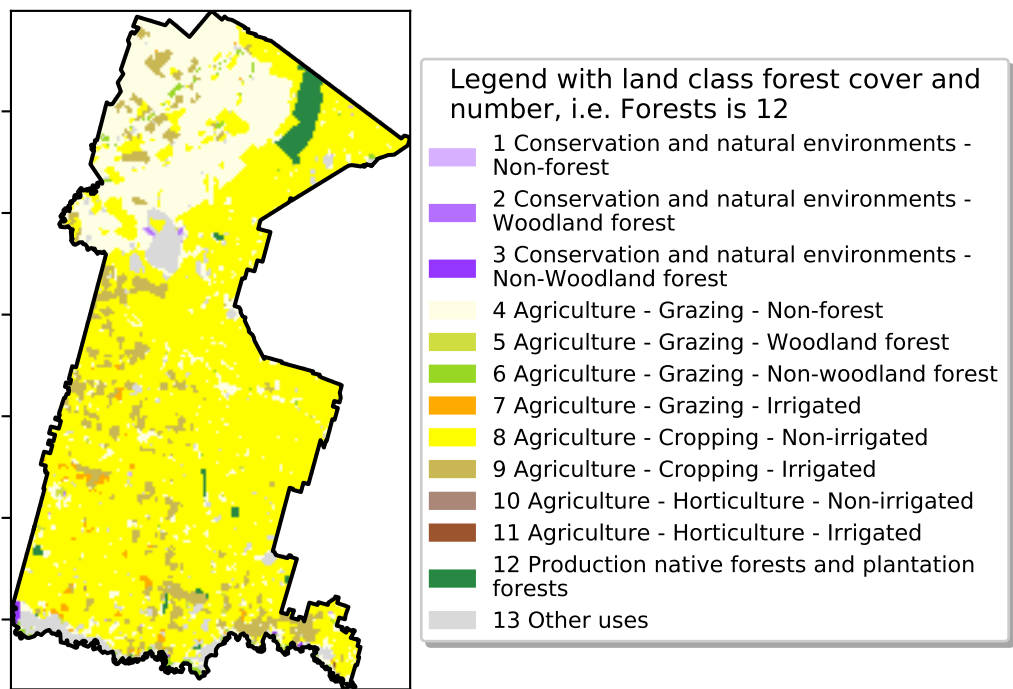 Legend with land class forest cover and
number, i.e. Forests is 12
1 Conservation and natural environments -
Non-forest
2 Conservation and natural environments -
Woodland forest
3 Conservation and natural environments -
Non-Woodland forest
4 Agriculture - Grazing - Non-forest
5 Agriculture - Grazing - Woodland forest
6 Agriculture - Grazing - Non-woodland forest
7 Agriculture - Grazing - Irrigated
8 Agriculture - Cropping - Non-irrigated
9 Agriculture - Cropping - Irrigated
10 Agriculture - Horticulture - Non-irrigated
11 Agriculture - Horticulture - Irrigated
12 Production native forests and plantation
forests
13 Other uses